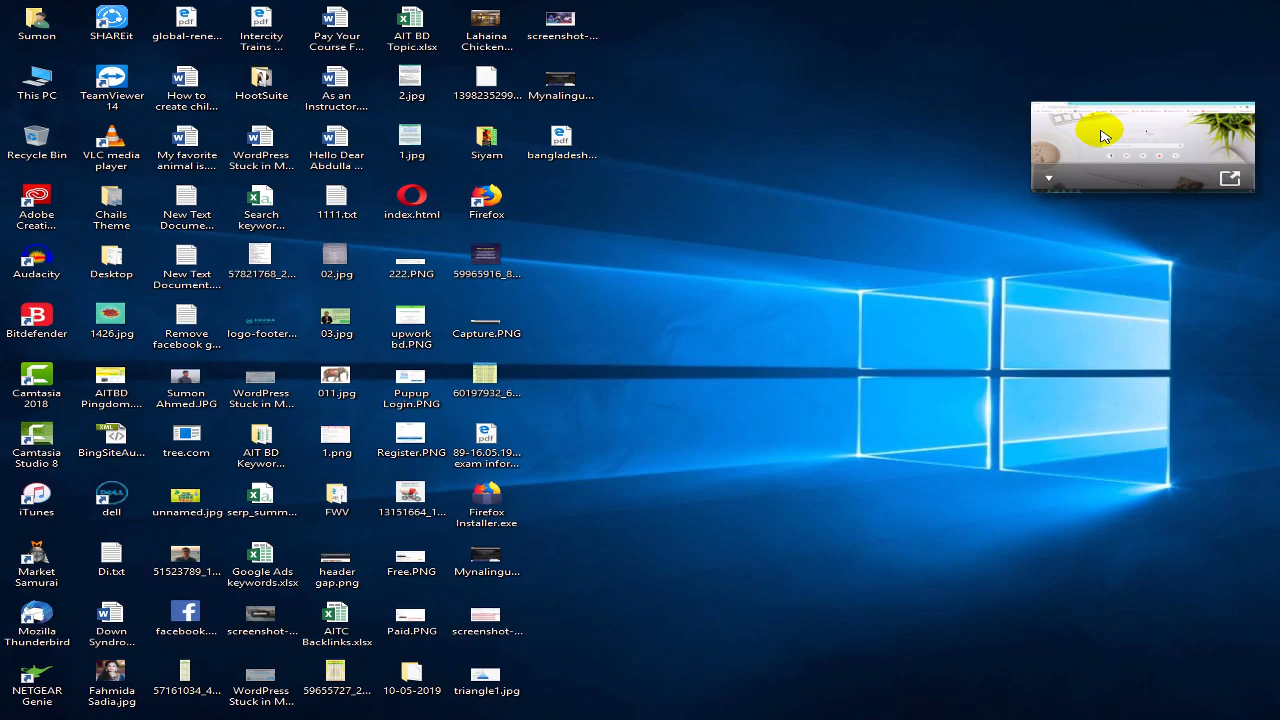 Sumon
SHAREit
global-rene...
Intercity
Trains ...
Pay Your
Course F...
AIT BD
Topic.xlsx
Lahaina
Chicken...
screenshot-...
This PC
TeamViewer
14
How to
create chil...
HootSuite
As an
Instructor....
2.jpg
1398235299...
Mynalingu...
Recycle Bin
VLC media
player
My favorite
animal is....
WordPress
Stuck in M...
Hello Dear
Abdulla ...
1.jpg
Siyam
bangladesh...
Adobe
Creati...
Chails
Theme
New Text
Docume...
Search
keywor...
1111.txt
index.html
Firefox
Audacity
Desktop
New Text
Document....
57821768_2...
02.jpg
222.PNG
59965916_8...
Bitdefender
1426.jpg
Remove
facebook g...
logo-footer...
03.jpg
upwork
bd.PNG
Capture.PNG
Camtasia
2018
AITBD
Pingdom....
Sumon
Ahmed.JPG
WordPress
Stuck in M...
011.jpg
Pupup
Login.PNG
60197932_6...
Camtasia
Studio 8
BingSiteAu...
tree.com
AIT BD
Keywor...
1.png
Register.PNG
89-16.05.19...
exam infor...
iTunes
dell
unnamed.jpg
serp_summ...
FWV
13151664_1...
Firefox
Installer.exe
Market
Samurai
Di.txt
51523789_1...
Google Ads
keywords.xlsx
header
gap.png
Free.PNG
Mynalingu...
Mozilla
Thunderbird
Down
Syndro...
facebook....
screenshot-...
AITC
Backlinks.xlsx
Paid.PNG
screenshot-...
NETGEAR
Genie
Fahmida
Sadia.jpg
57161034_4...
WordPress
Stuck in M...
59655727_2...
10-05-2019
triangle1.jpg